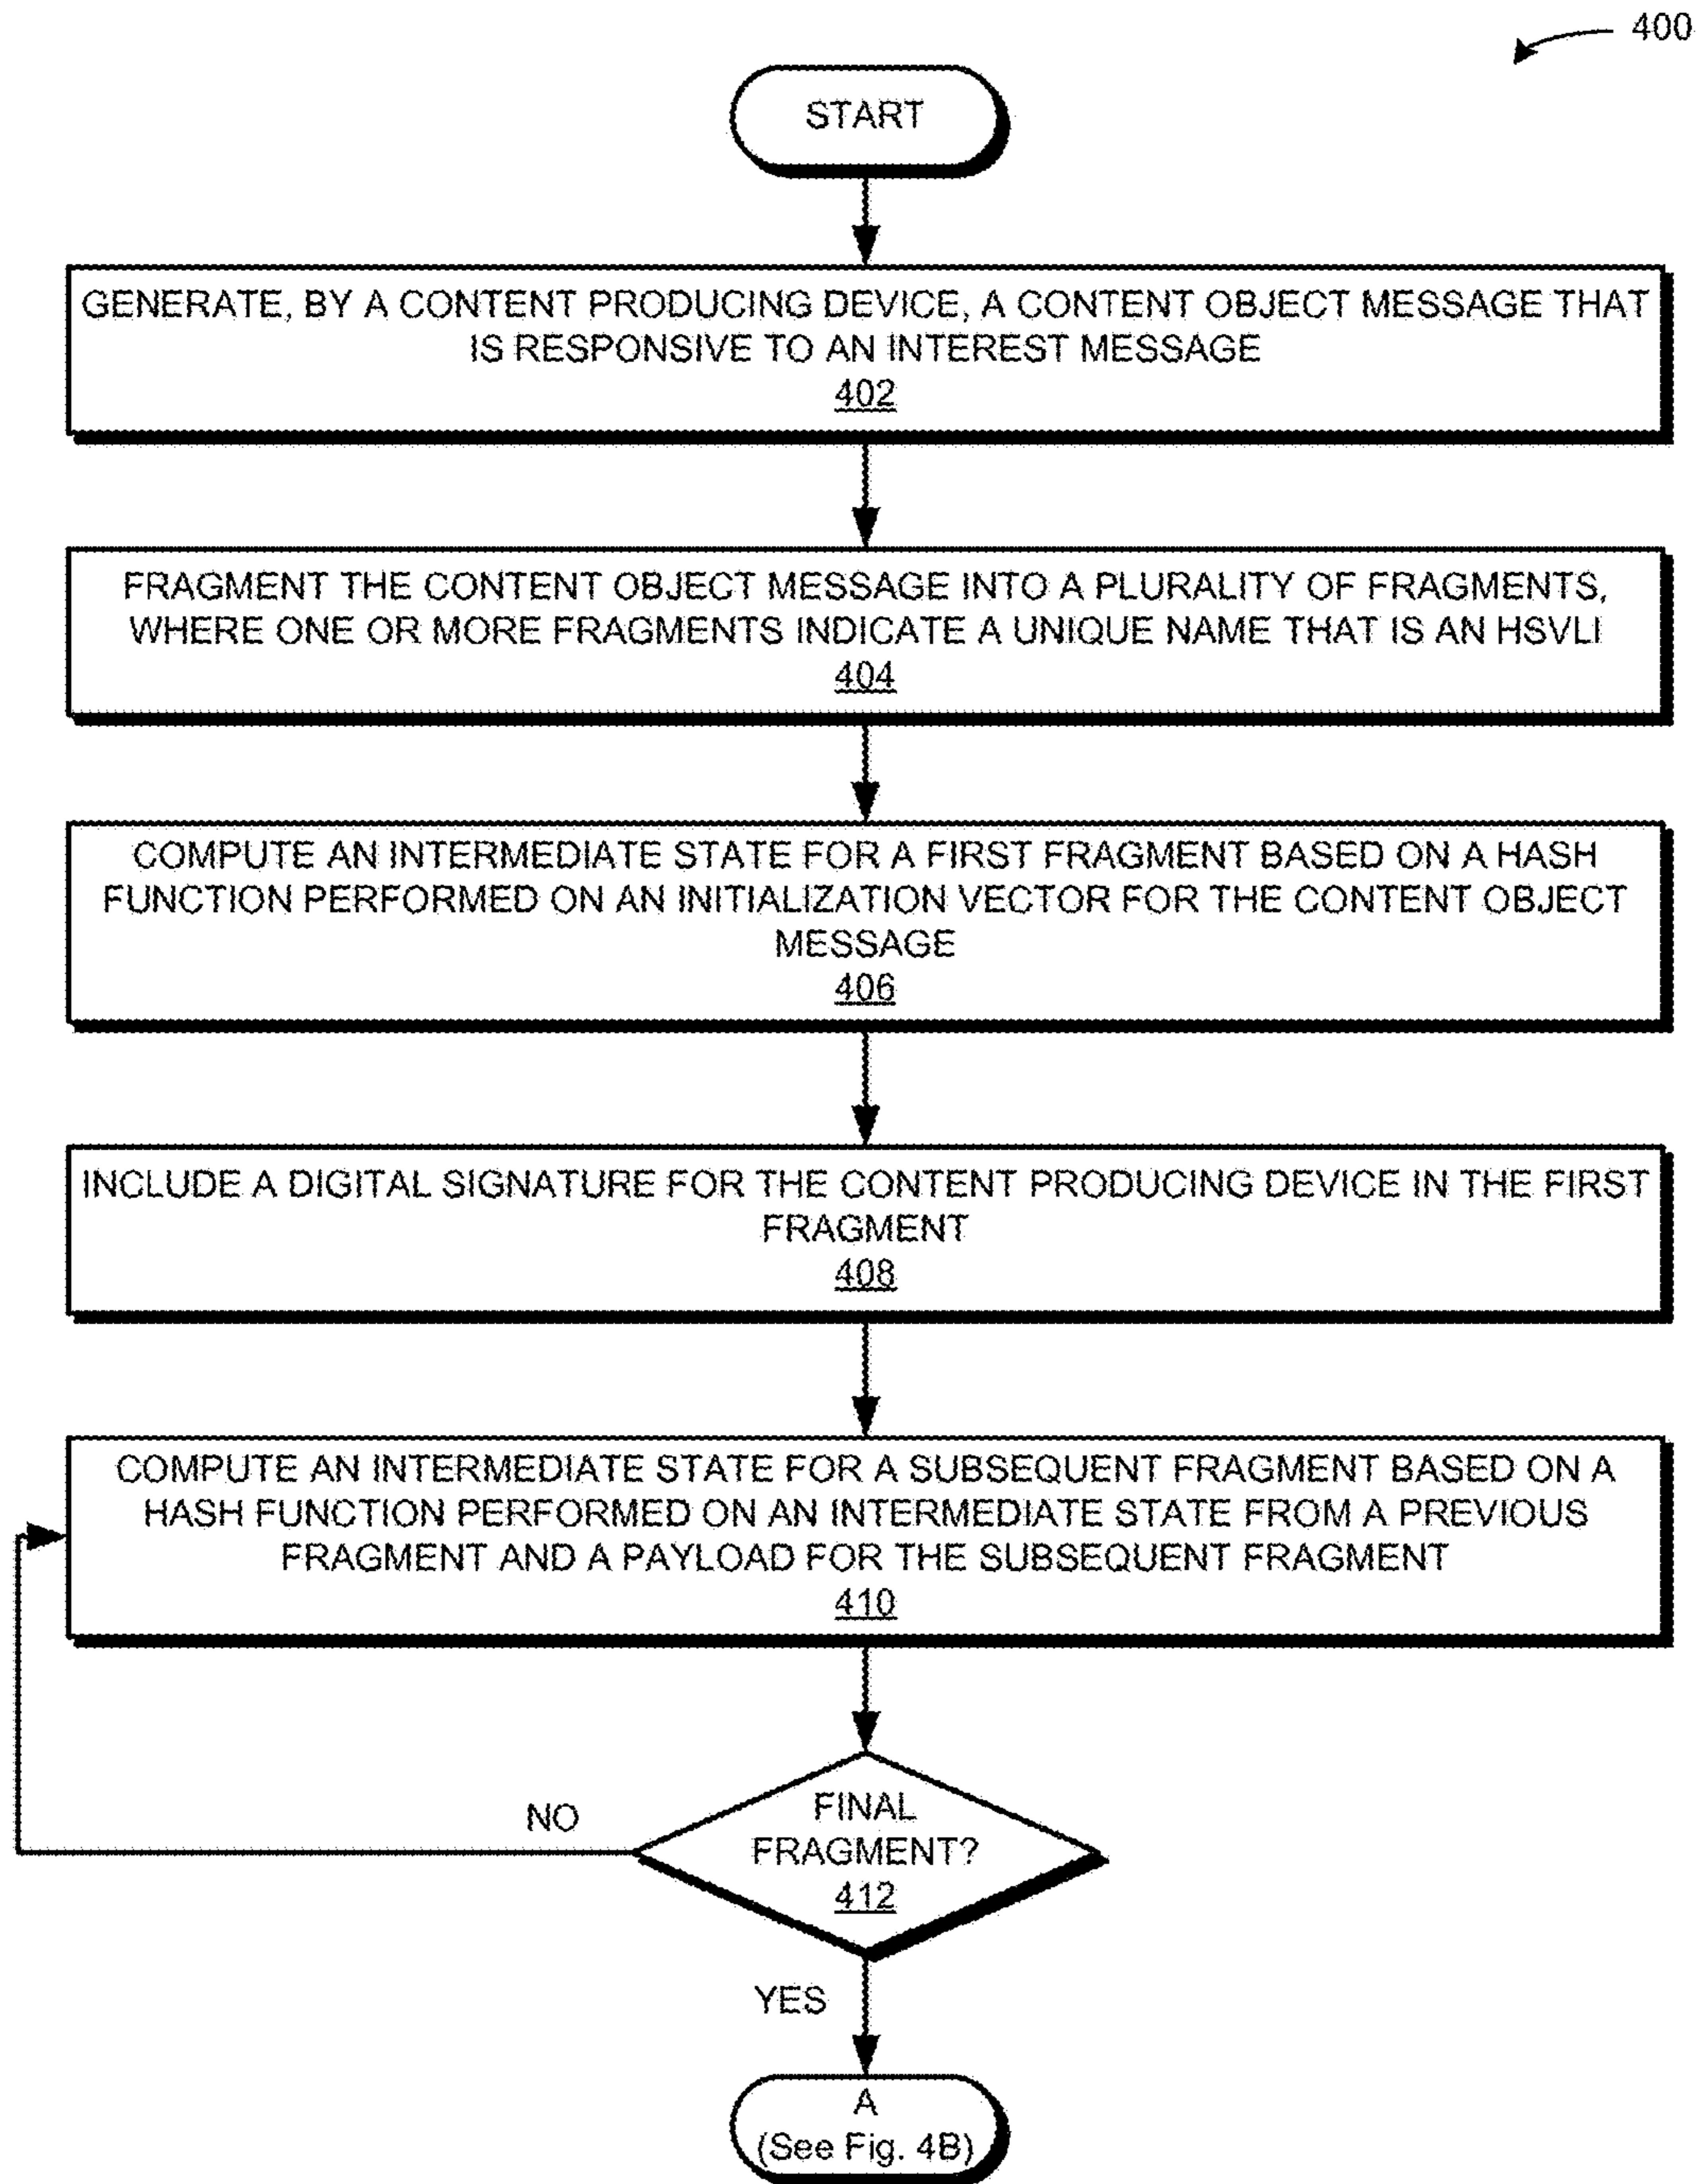 400
START
GENERATE, BY A CONTENT PRODUCING DEVICE, A CONTENT OBJECT MESSAGE THAT
IS RESPONSIVE TO AN INTEREST MESSAGE
402
FRAGMENT THE CONTENT OBJECT MESSAGE INTO A PLURALITY OF FRAGMENTS,
WHERE ONE OR MORE FRAGMENTS INDICATE A UNIQUE NAME THAT IS AN HSVLI
404
COMPUTE AN INTERMEDIATE STATE FOR A FIRST FRAGMENT BASED ON A HASH
FUNCTION PERFORMED ON AN INITIALIZATION VECTOR FOR THE CONTENT OBJECT
MESSAGE
406
INCLUDE A DIGITAL SIGNATURE FOR THE CONTENT PRODUCING DEVICE IN THE FIRST
FRAGMENT
408
COMPUTE AN INTERMEDIATE STATE FOR A SUBSEQUENT FRAGMENT BASED ON A
HASH FUNCTION PERFORMED ON AN INTERMEDIATE STATE FROM A PREVIOUS
FRAGMENT AND A PAYLOAD FOR THE SUBSEQUENT FRAGMENT
410
NO
FINAL
FRAGMENT?
412
YES
A
(See Fig. 4B)